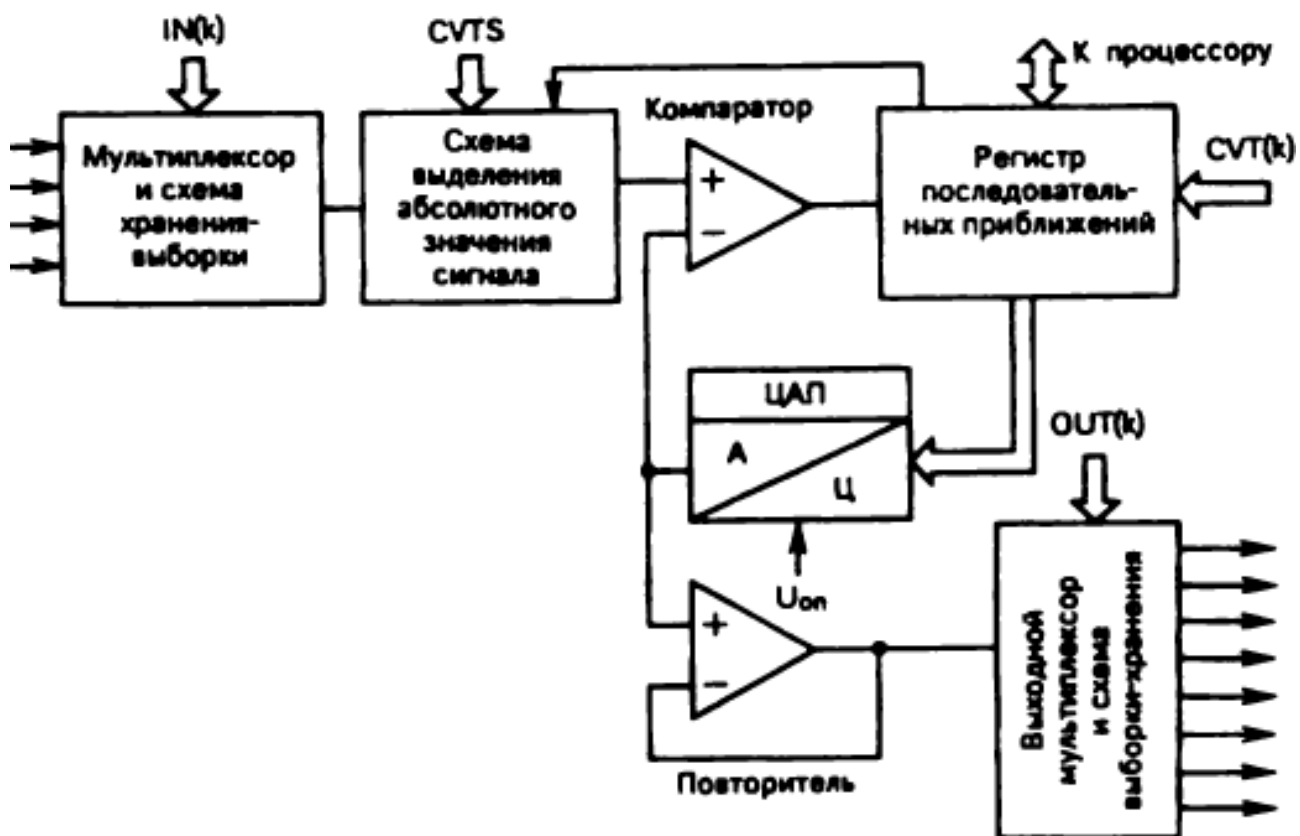 IN(k)
CVTS
К процессору
Компаратор
CVT(k)
Мультиплексор
и схема
хранения-
выборки
Схема
выделения
абсолютного
значения
сигнала
+
−
Регистр
последователь-
ных приближений
ЦАП
А
Ц
OUT(k)
Uоп
+
−
Повторитель
Выходной
мультиплексор
и схема
выборки-хранения